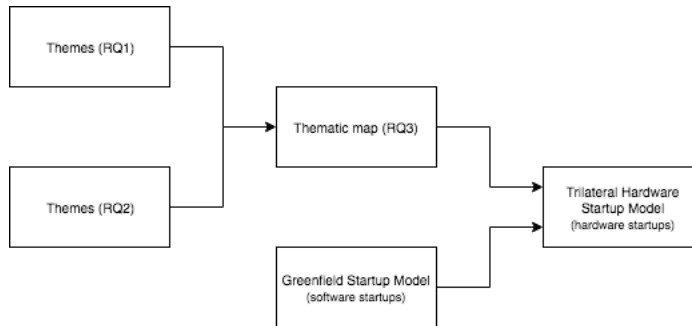 Themes (RQ1)
Thematic map (RQ3)
Themes (RQ2)
Trilateral Hardware
Startup Model
(hardware startups)
Greenfield Startup Model
(software startups)